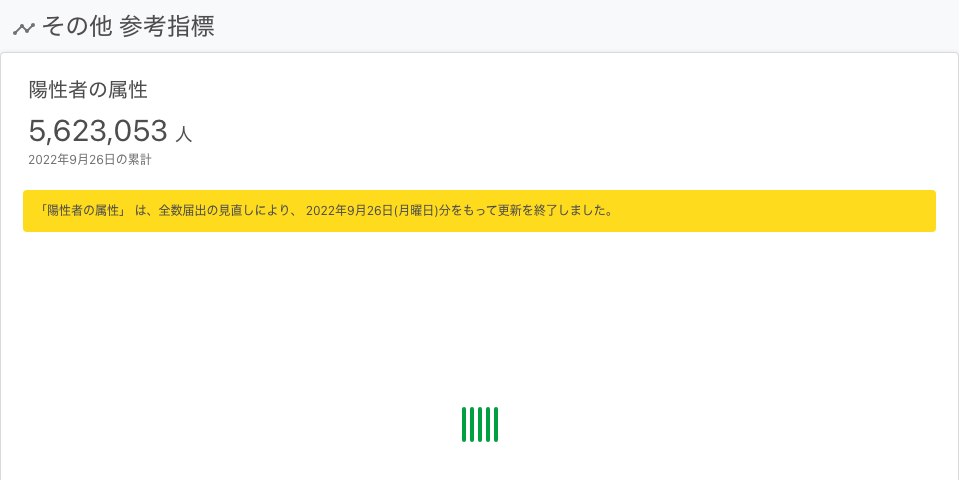 その他 参考指標
陽性者の属性
5,623,053 人
2022年9月26日の累計
「陽性者の属性」 は、全数届出の見直しにより、 2022年9月26日(月曜日)分をもって更新を終了しました。